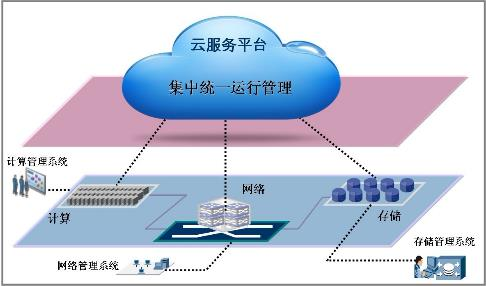 云服务平台
集中统一运行管理
计算管理系统
网络
计算
存储
存储管理系统
网络管理系统